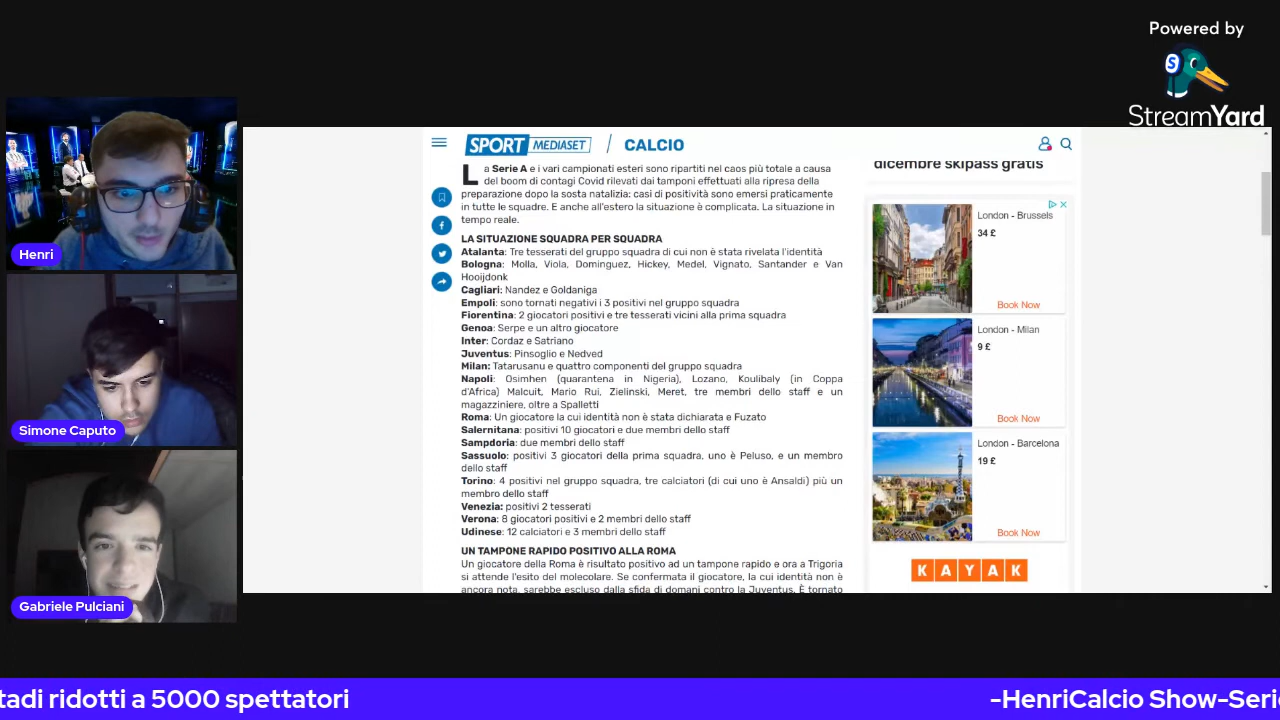 Powered by
StreamYard
Henri
Simone Caputo
Gabriele Pulciani
SPORT MEDIASET CALCIO
La Serie A e i vari campionati esteri sono ripartiti nel caos più totale a causa
del boom di contagi Covid rilevati dai tamponi effettuati alla ripresa della
preparazione dopo la sosta natalizia: casi di positività sono emersi praticamente
in tutte le squadre. E anche all'estero la situazione è complicata. La situazione in
tempo reale.
LA SITUAZIONE SQUADRA PER SQUADRA
Atalanta: Tre tesserati del gruppo squadra di cui non è stata rivelata l'identità
Bologna: Molla, Viola, Dominguez, Hickey, Medel, Vignato, Santander e Van
Hooijdonk
Cagliari: Nandez e Goldaniga
Empoli: sono tornati negativi i 3 positivi nel gruppo squadra
Fiorentina: 2 giocatori positivi e tre tesserati vicini alla prima squadra
Genoa: Serpe e un altro giocatore
Inter: Cordaz e Satriano
Juventus: Pinsoglio e Nedved
Milan: Tatarusanu e quattro componenti del gruppo squadra
Napoli: Osimhen (quarantena in Nigeria), Lozano, Koulibaly (in Coppa
d'Africa) Malcuit, Mario Rui, Zielinski, Meret, tre membri dello staff e un
magazziniere, oltre a Spalletti
Roma: Un giocatore la cui identità non è stata dichiarata e Fuzato
Salernitana: positivi 10 giocatori e due membri dello staff
Sampdoria: due membri dello staff
Sassuolo: positivi 3 giocatori della prima squadra, uno è Peluso, e un membro
dello staff
Torino: 4 positivi nel gruppo squadra, tre calciatori (di cui uno è Ansaldi) più un
membro dello staff
Venezia: positivi 2 tesserati
Verona: 8 giocatori positivi e 2 membri dello staff
Udinese: 12 calciatori e 3 membri dello staff
UN TAMPONE RAPIDO POSITIVO ALLA ROMA
Un giocatore della Roma è risultato positivo ad un tampone rapido e ora a Trigoria
si attende l'esito del molecolare. Se confermata il giocatore, la cui identità non è
ancora nota, sarebbe escluso dalla sfida di domani contro la Juventus. È tornato
dicembre skipass gratis
London - Brussels
34 £
Book Now
London - Milan
9 £
Book Now
London - Barcelona
19 £
Book Now
KAYAK
tadi ridotti a 5000 spettatori
-HenriCalcio Show-Serie